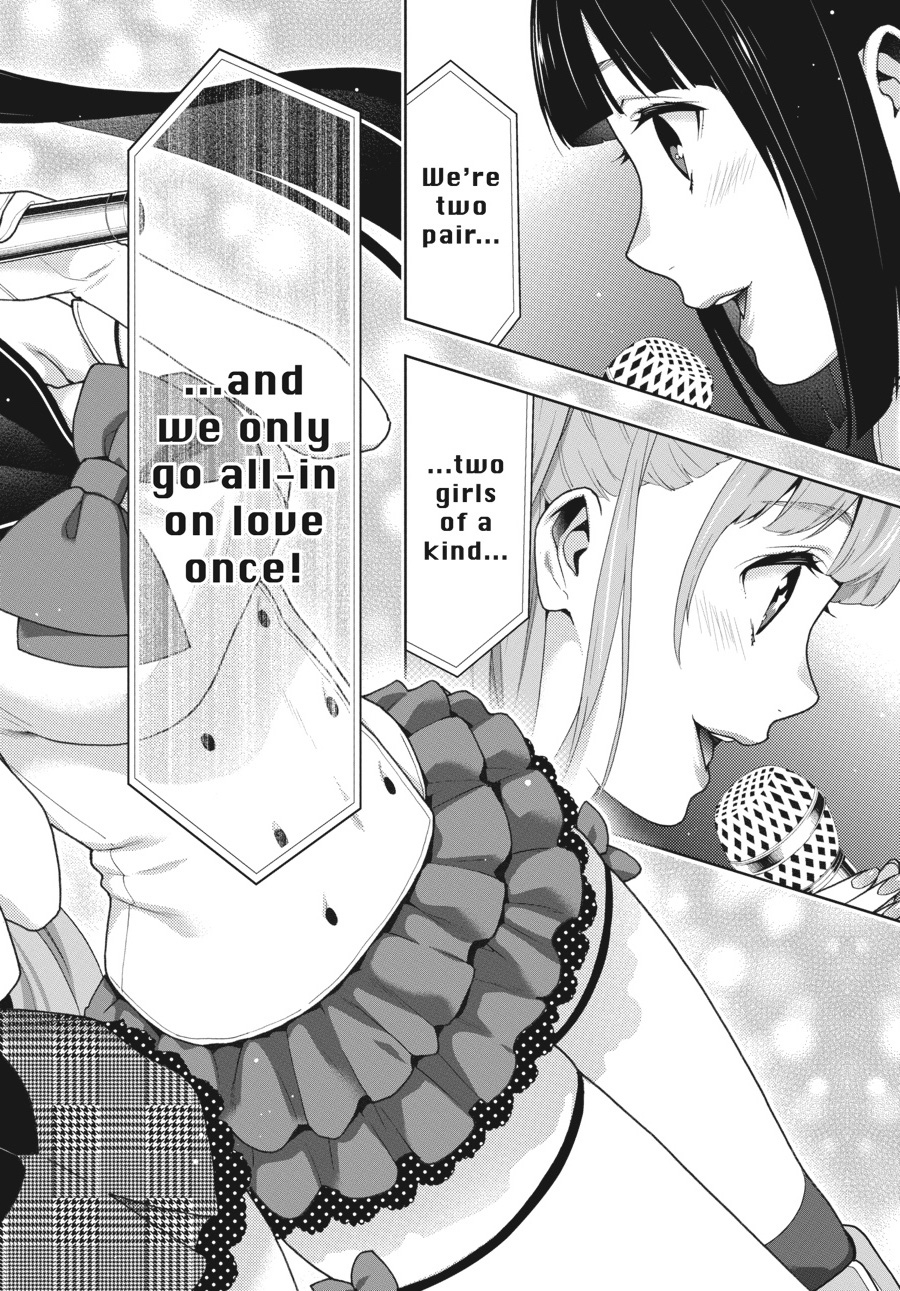 We're
two
pair...
...two
girls
of a
kind...
...and
we only
go all-in
on love
once!